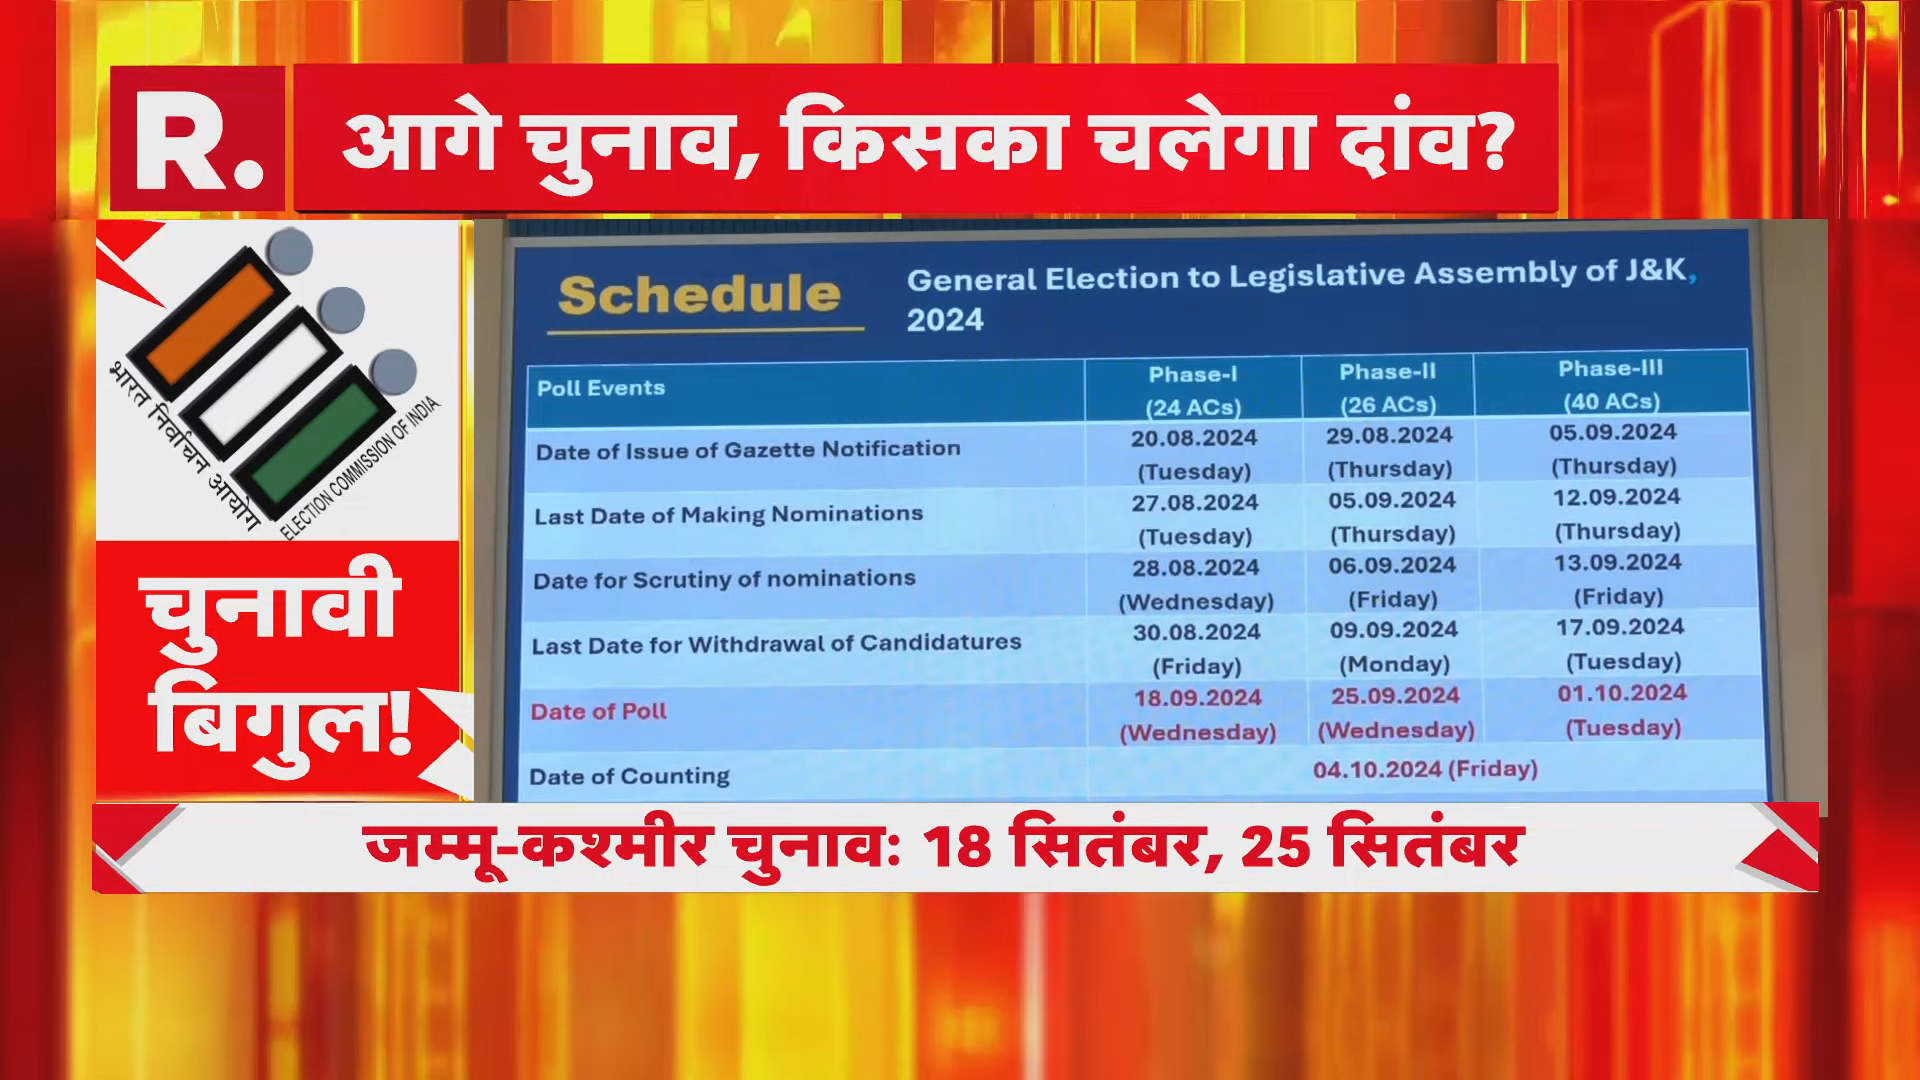 R.
आगे चुनाव, किसका चलेगा दांव?
भारत निर्वाचन आयोग
ELECTION COMMISSION OF INDIA
चुनावी
बिगुल!
Schedule
General Election to Legislative Assembly of J&K,
2024
Poll Events
Phase-I
(24 ACs)
Phase-II
(26 ACs)
Phase-III
(40 ACs)
Date of Issue of Gazette Notification
20.08.2024
(Tuesday)
29.08.2024
(Thursday)
05.09.2024
(Thursday)
Last Date of Making Nominations
27.08.2024
(Tuesday)
05.09.2024
(Thursday)
12.09.2024
(Thursday)
Date for Scrutiny of nominations
28.08.2024
(Wednesday)
06.09.2024
(Friday)
13.09.2024
(Friday)
Last Date for Withdrawal of Candidatures
30.08.2024
(Friday)
09.09.2024
(Monday)
17.09.2024
(Tuesday)
Date of Poll
18.09.2024
(Wednesday)
25.09.2024
(Wednesday)
01.10.2024
(Tuesday)
Date of Counting
04.10.2024 (Friday)
जम्मू-कश्मीर चुनाव: 18 सितंबर, 25 सितंबर